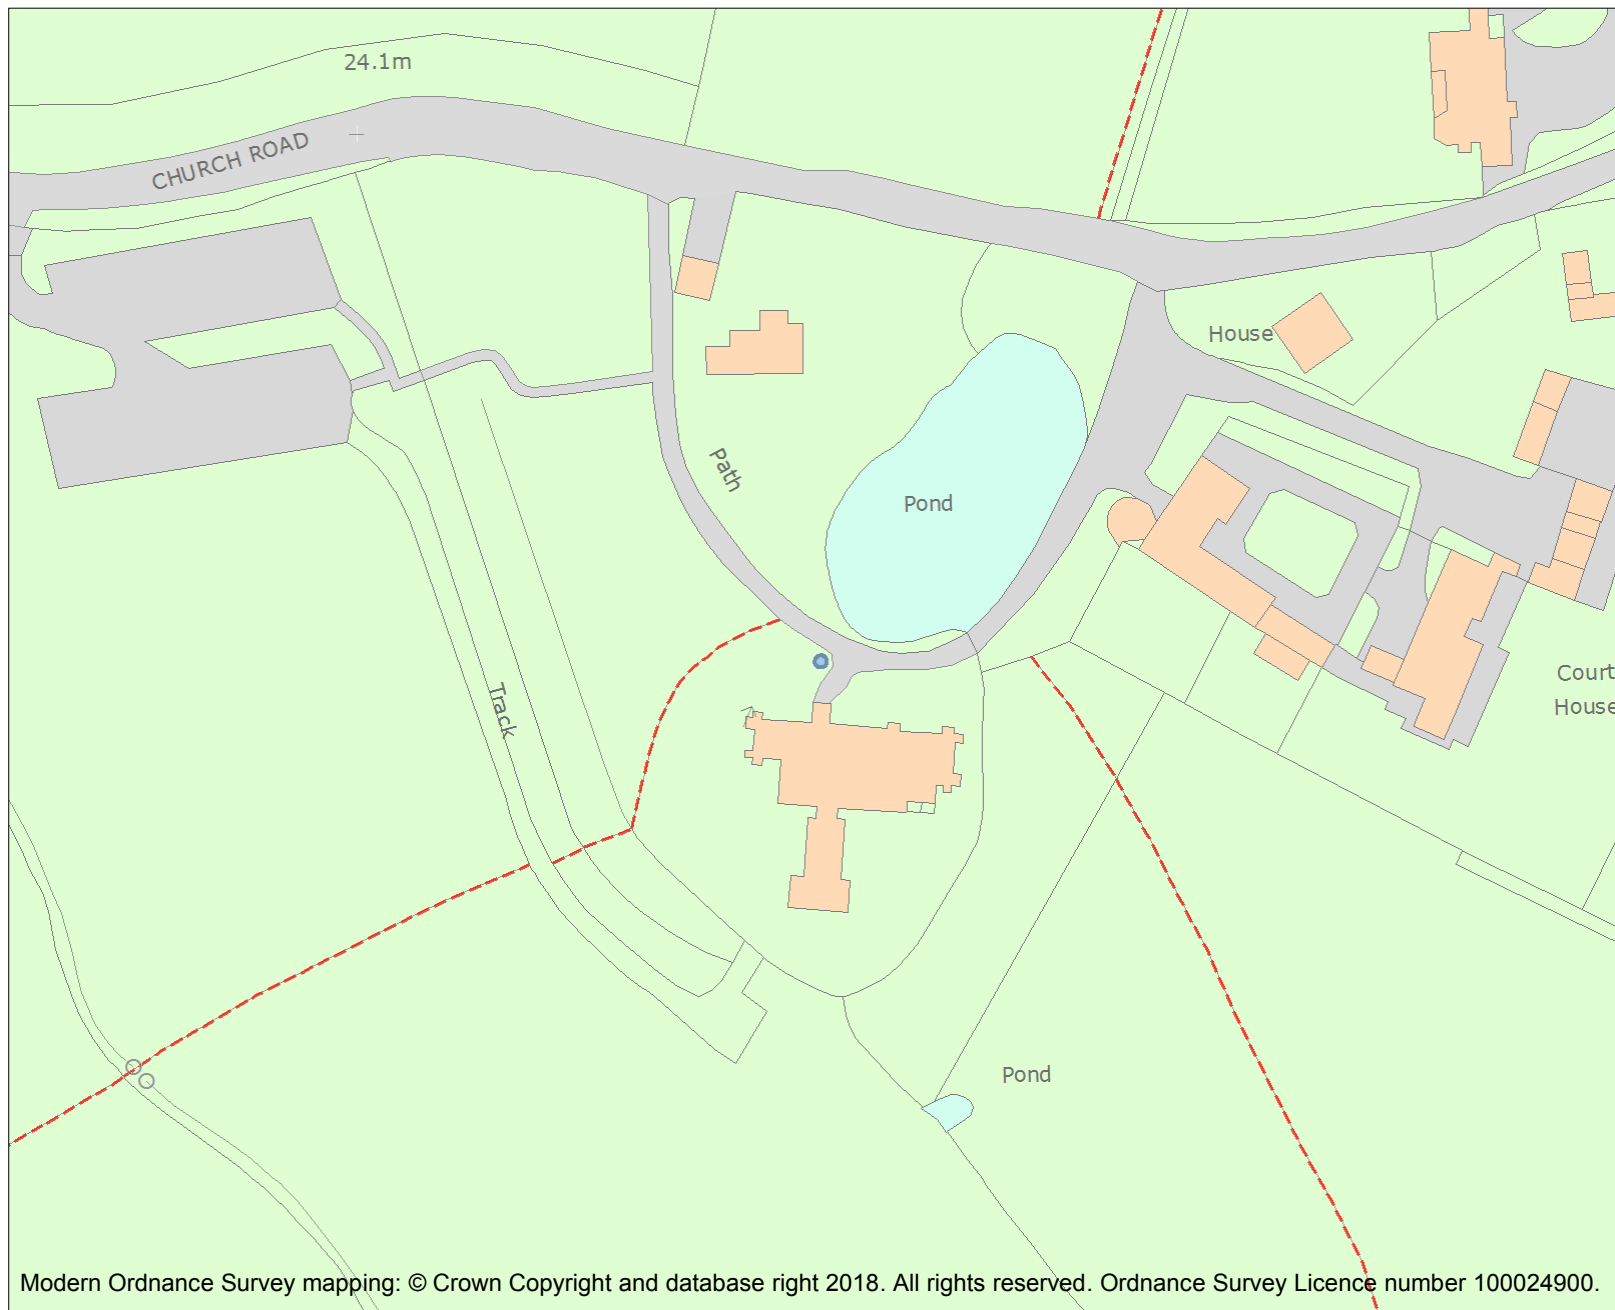 24.1m
CHURCH ROAD
House
Path
Pond
Court
House
Track
Pond
Modern Ordnance Survey mapping: © Crown Copyright and database right 2018. All rights reserved. Ordnance Survey Licence number 100024900.